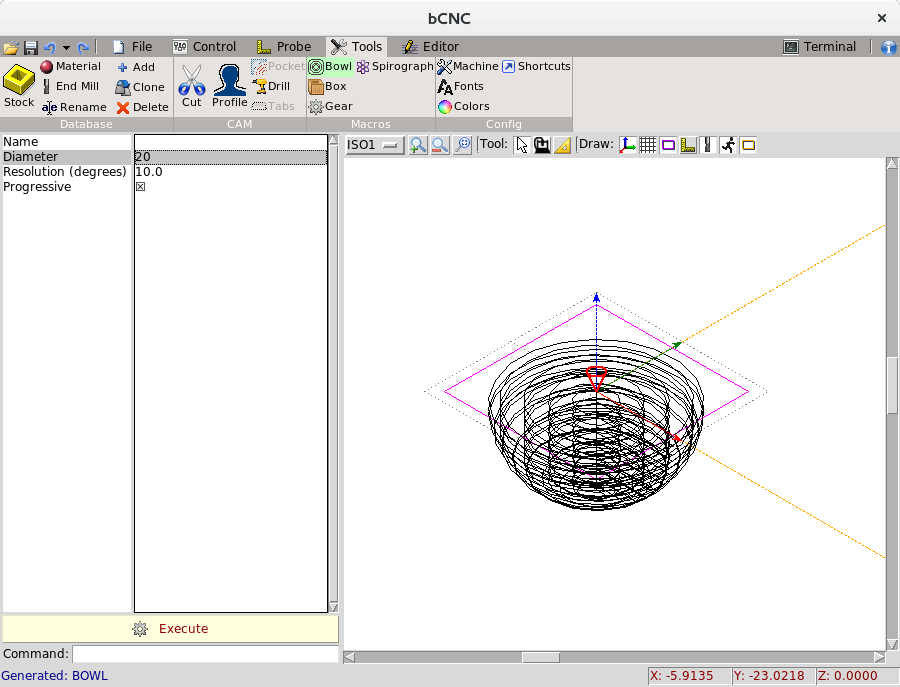 bCNC
File Control Probe Tools Editor Terminal
Stock Material Add Cut Profile Pocket Bowl Spirograph Machine Shortcuts
End Mill Clone Drill Box Fonts
Rename Delete Tabs Gear Colors
Database CAM Macros Config
Name
Diameter 20
Resolution (degrees) 10.0
Progressive
ISO1 Tool: Draw:
Execute
Command:
Generated: BOWL
X: -5.9135 Y: -23.0218 Z: 0.0000